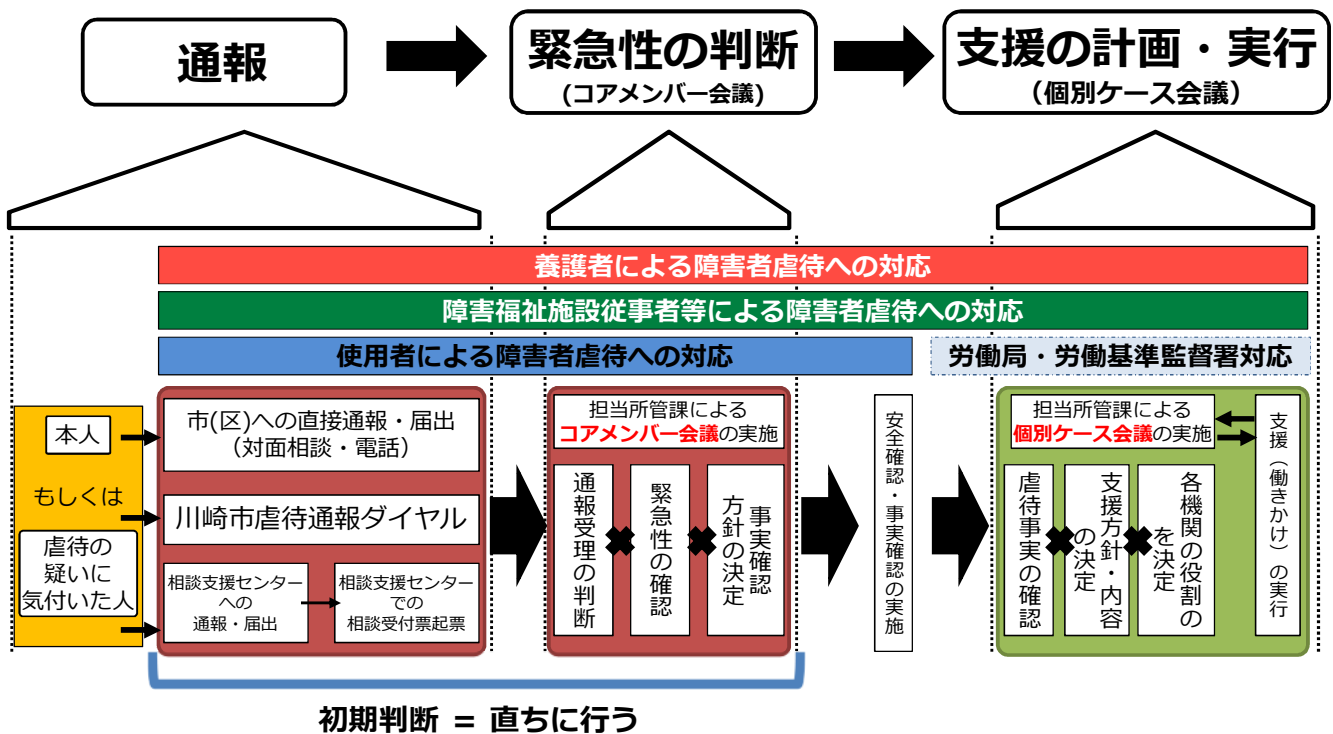 通報
緊急性の判断
(コアメンバー会議)
支援の計画・実行
（個別ケース会議）
養護者による障害者虐待への対応
障害福祉施設従事者等による障害者虐待への対応
使用者による障害者虐待への対応
労働局・労働基準監督署対応
本人
もしくは
虐待の
疑いに
気付いた人
市(区)への直接通報・届出
（対面相談・電話）
川崎市虐待通報ダイヤル
相談支援センター
への
通報・届出
相談支援センター
での
相談受付票起票
担当所管課による
コアメンバー会議の実施
通報受理の判断
緊急性の確認
事実確認
方針の決定
安全確認・事実確認の実施
担当所管課による
個別ケース会議の実施
虐待事実の確認
支援方針・内容
の決定
各機関の役割の
を決定
支援（働きかけ）の実行
初期判断 = 直ちに行う